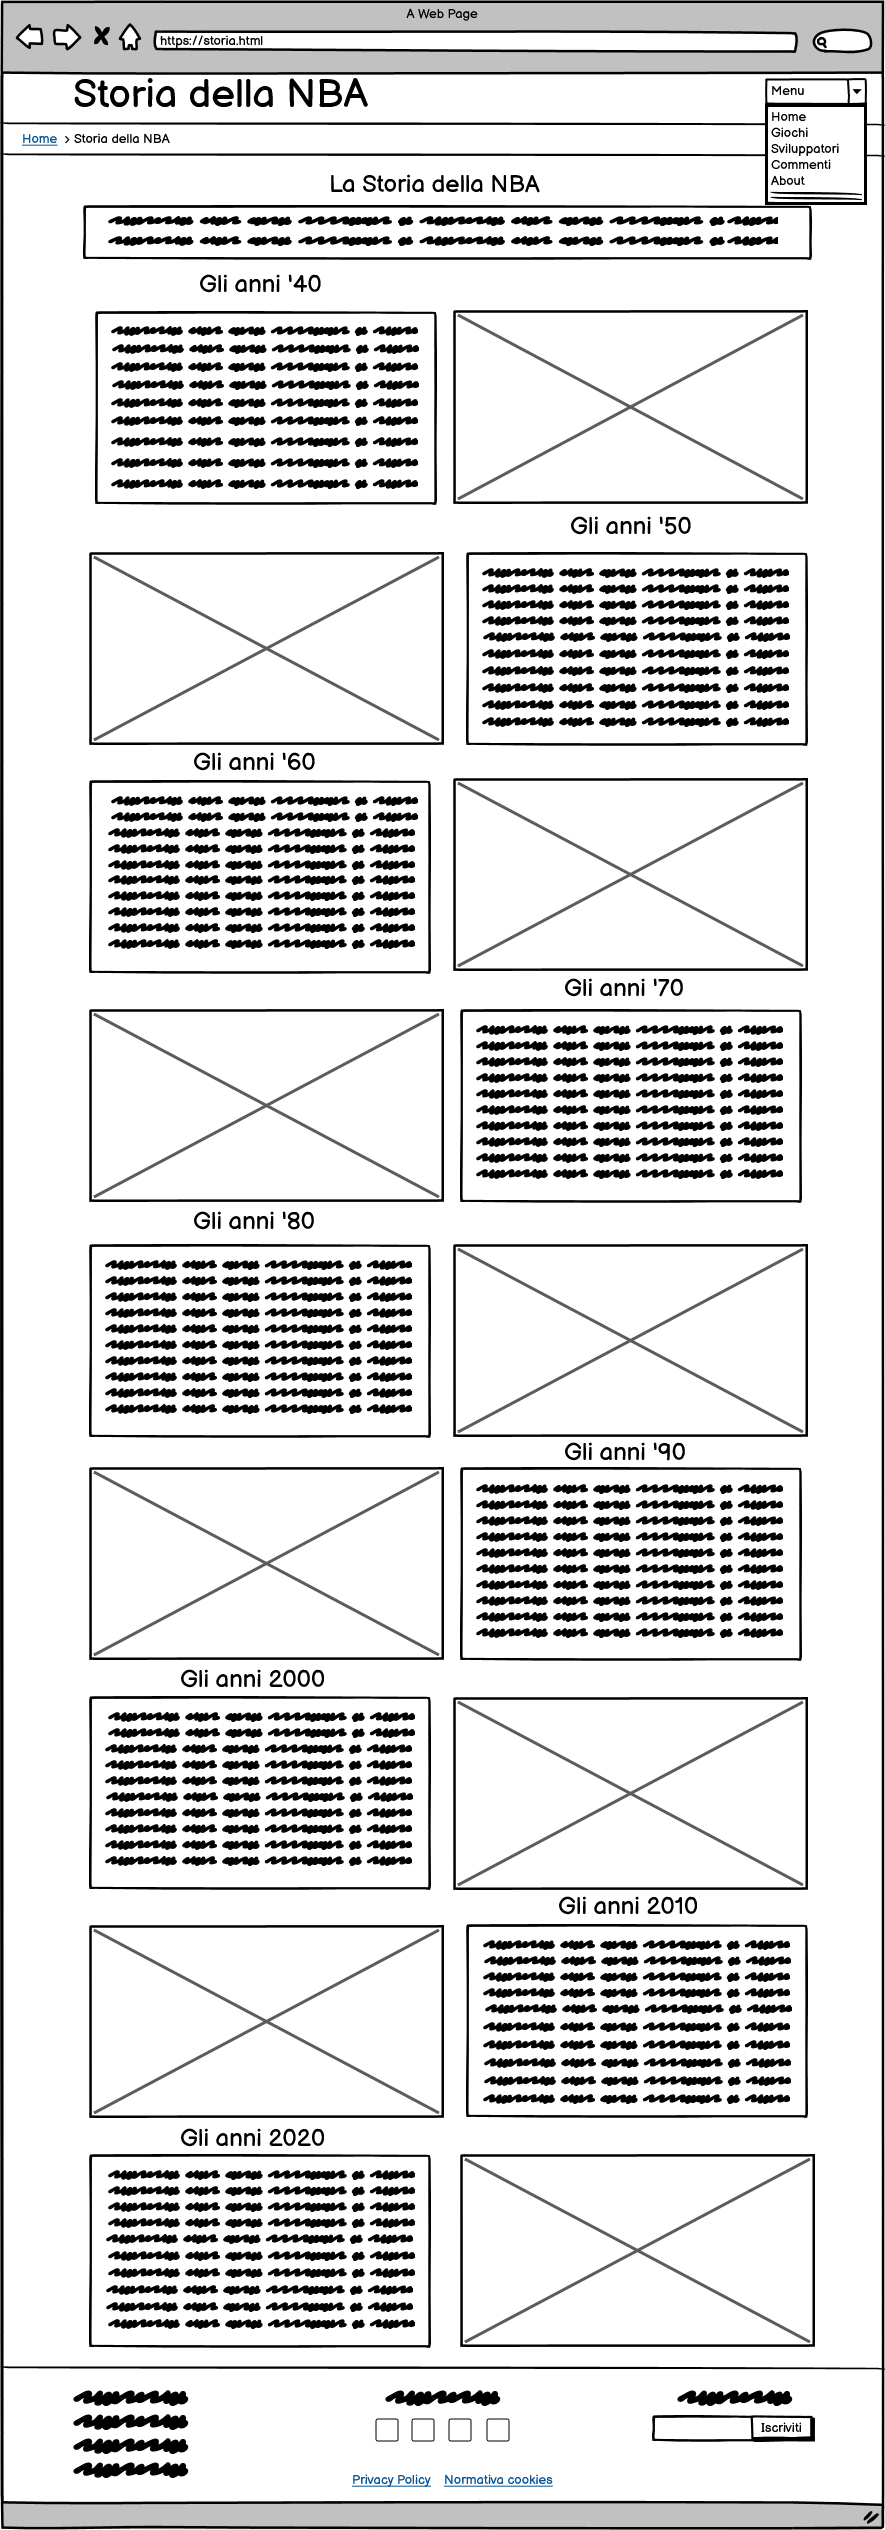 A Web Page
https://storia.html
Storia della NBA
Menu
Home
Giochi
Sviluppatori
Commenti
About
Home > Storia della NBA
La Storia della NBA
Gli anni '40
Gli anni '50
Gli anni '60
Gli anni '70
Gli anni '80
Gli anni '90
Gli anni 2000
Gli anni 2010
Gli anni 2020
Iscriviti
Privacy Policy Normativa cookies